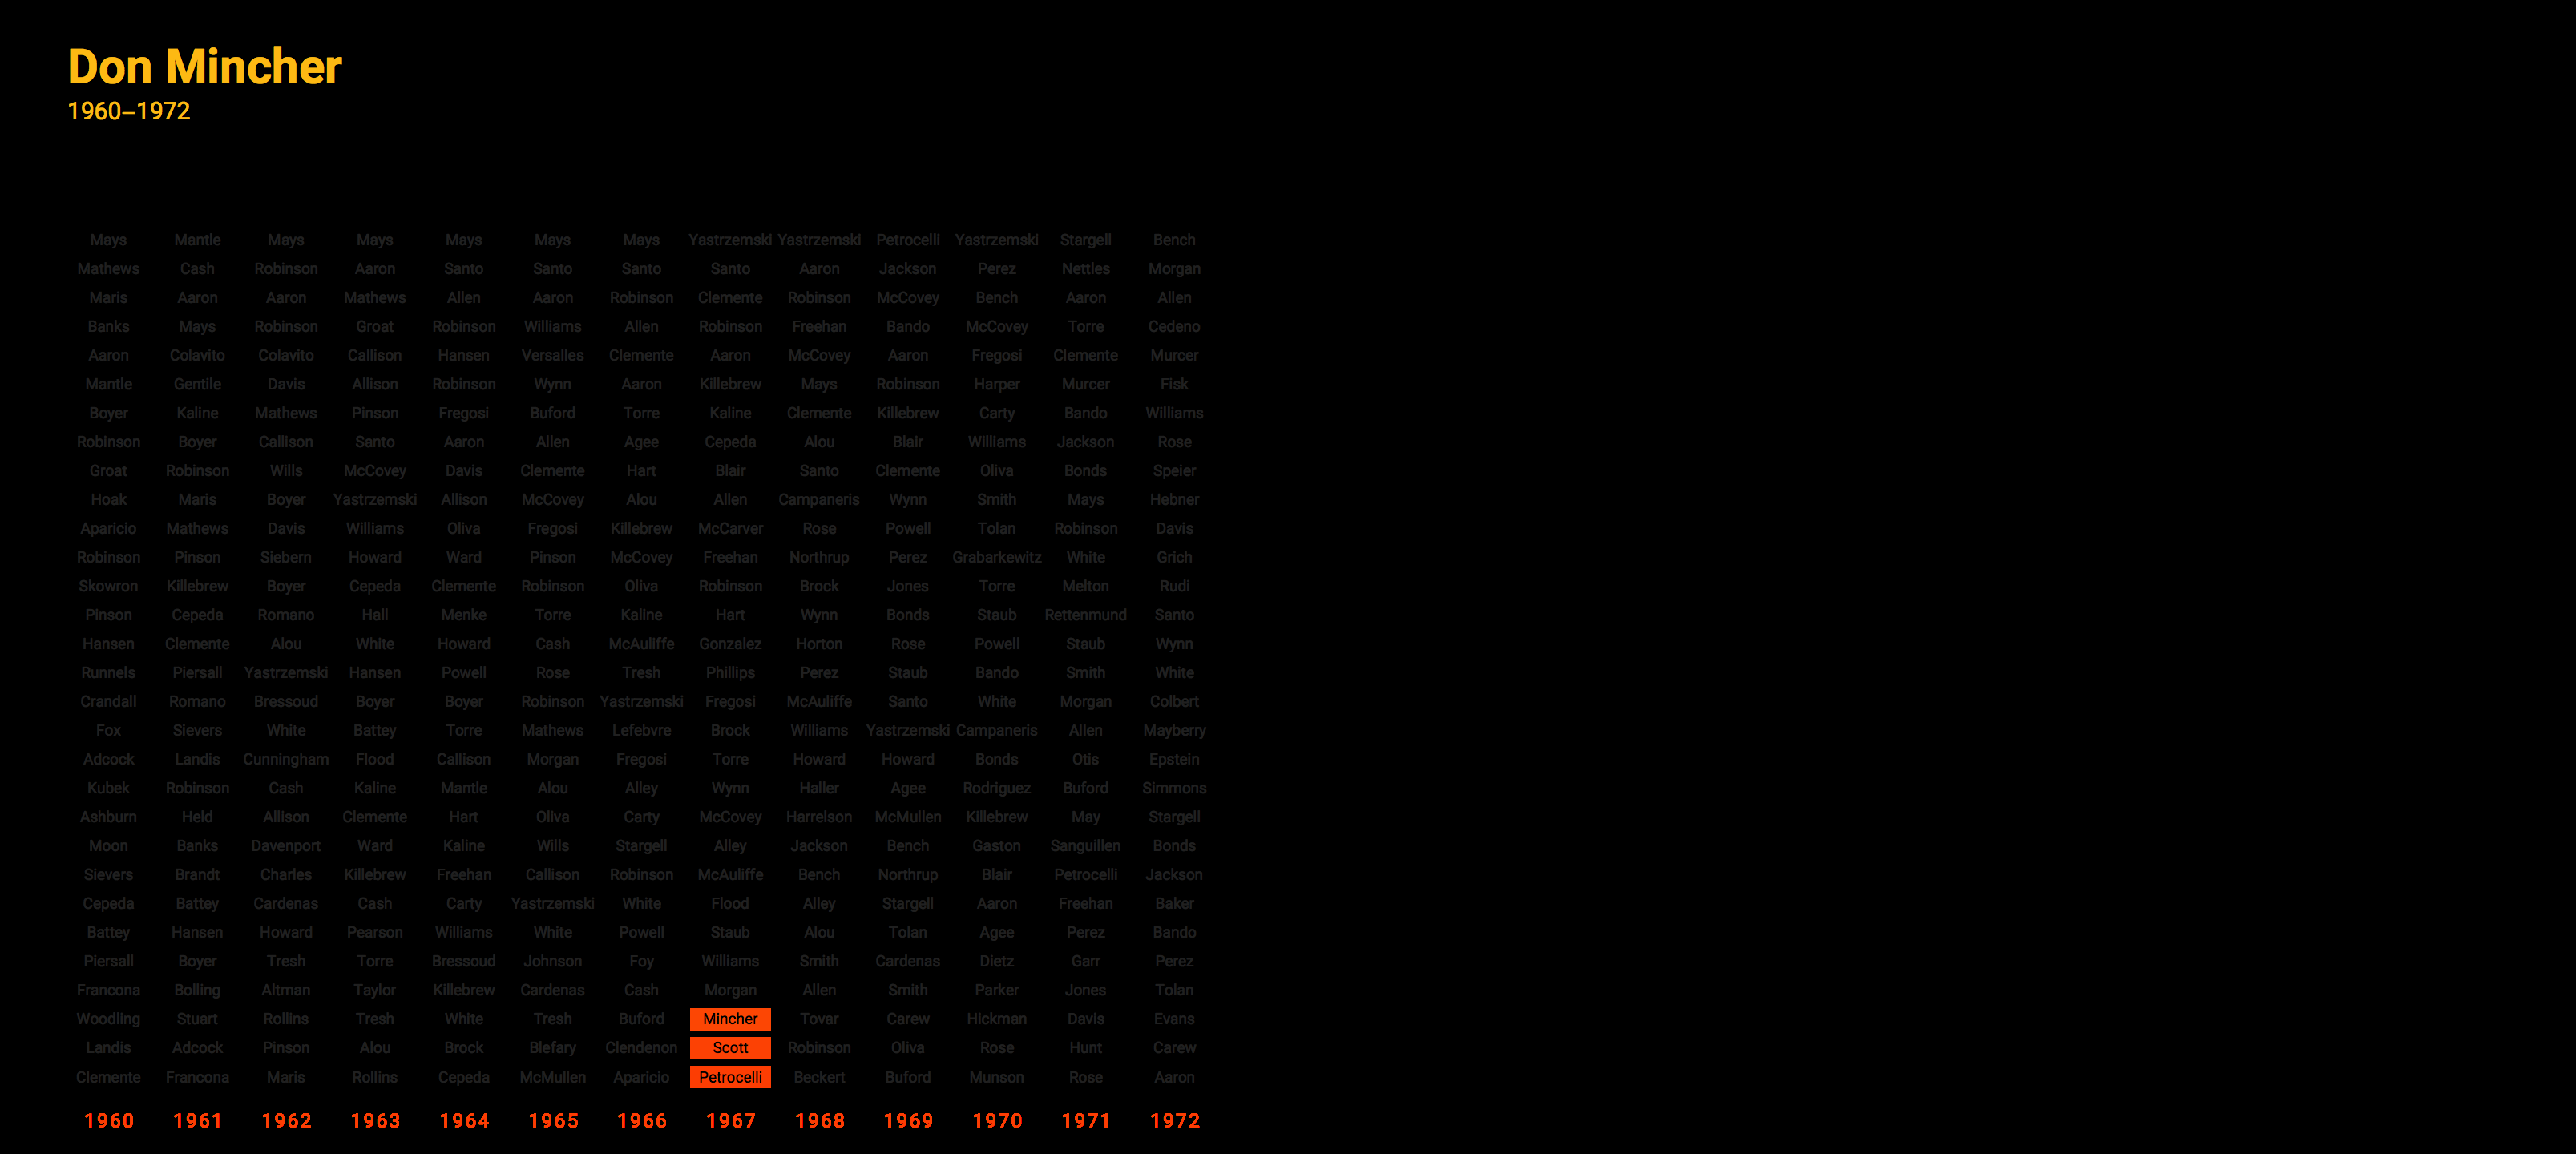 Don Mincher
1960–1972
Mays Mantle Mays Mays Mays Mays Mays Yastrzemski Yastrzemski Petrocelli Yastrzemski Stargell Bench
Mathews Cash Robinson Aaron Santo Santo Santo Santo Aaron Jackson Perez Nettles Morgan
Maris Aaron Aaron Mathews Allen Aaron Robinson Clemente Robinson McCovey Bench Aaron Allen
Banks Mays Robinson Groat Robinson Williams Allen Robinson Freehan Bando McCovey Torre Cedeno
Aaron Colavito Colavito Callison Hansen Versalles Clemente Aaron McCovey Aaron Fregosi Clemente Murcer
Mantle Gentile Davis Allison Robinson Wynn Aaron Killebrew Mays Robinson Harper Murcer Fisk
Boyer Kaline Mathews Pinson Fregosi Buford Torre Kaline Clemente Killebrew Carty Bando Williams
Robinson Boyer Callison Santo Aaron Allen Agee Cepeda Alou Blair Williams Jackson Rose
Groat Robinson Wills McCovey Davis Clemente Hart Blair Santo Clemente Oliva Bonds Speier
Hoak Maris Boyer Yastrzemski Allison McCovey Alou Allen Campaneris Wynn Smith Mays Hebner
Aparicio Mathews Davis Williams Oliva Fregosi Killebrew McCarver Rose Powell Tolan Robinson Davis
Robinson Pinson Siebern Howard Ward Pinson McCovey Freehan Northrup Perez Grabarkewitz White Grich
Skowron Killebrew Boyer Cepeda Clemente Robinson Oliva Robinson Brock Jones Torre Melton Rudi
Pinson Cepeda Romano Hall Menke Torre Kaline Hart Wynn Bonds Staub Rettenmund Santo
Hansen Clemente Alou White Howard Cash McAuliffe Gonzalez Horton Rose Powell Staub Wynn
Runnels Piersall Yastrzemski Hansen Powell Rose Tresh Phillips Perez Staub Bando Smith White
Crandall Romano Bressoud Boyer Boyer Robinson Yastrzemski Fregosi McAuliffe Santo White Morgan Colbert
Fox Sievers White Battey Torre Mathews Lefebvre Brock Williams Yastrzemski Campaneris Allen Mayberry
Adcock Landis Cunningham Flood Callison Morgan Fregosi Torre Howard Howard Bonds Otis Epstein
Kubek Robinson Cash Kaline Mantle Alou Alley Wynn Haller Agee Rodriguez Buford Simmons
Ashburn Held Allison Clemente Hart Oliva Carty McCovey Harrelson McMullen Killebrew May Stargell
Moon Banks Davenport Ward Kaline Wills Stargell Alley Jackson Bench Gaston Sanguillen Bonds
Sievers Brandt Charles Killebrew Freehan Callison Robinson McAuliffe Bench Northrup Blair Petrocelli Jackson
Cepeda Battey Cardenas Cash Carty Yastrzemski White Flood Alley Stargell Aaron Freehan Baker
Battey Hansen Howard Pearson Williams White Powell Staub Alou Tolan Agee Perez Bando
Piersall Boyer Tresh Torre Bressoud Johnson Foy Williams Smith Cardenas Dietz Garr Perez
Francona Bolling Altman Taylor Killebrew Cardenas Cash Morgan Allen Smith Parker Jones Tolan
Woodling Stuart Rollins Tresh White Tresh Buford Mincher Tovar Carew Hickman Davis Evans
Landis Adcock Pinson Alou Brock Blefary Clendenon Scott Robinson Oliva Rose Hunt Carew
Clemente Francona Maris Rollins Cepeda McMullen Aparicio Petrocelli Beckert Buford Munson Rose Aaron
1960 1961 1962 1963 1964 1965 1966 1967 1968 1969 1970 1971 1972